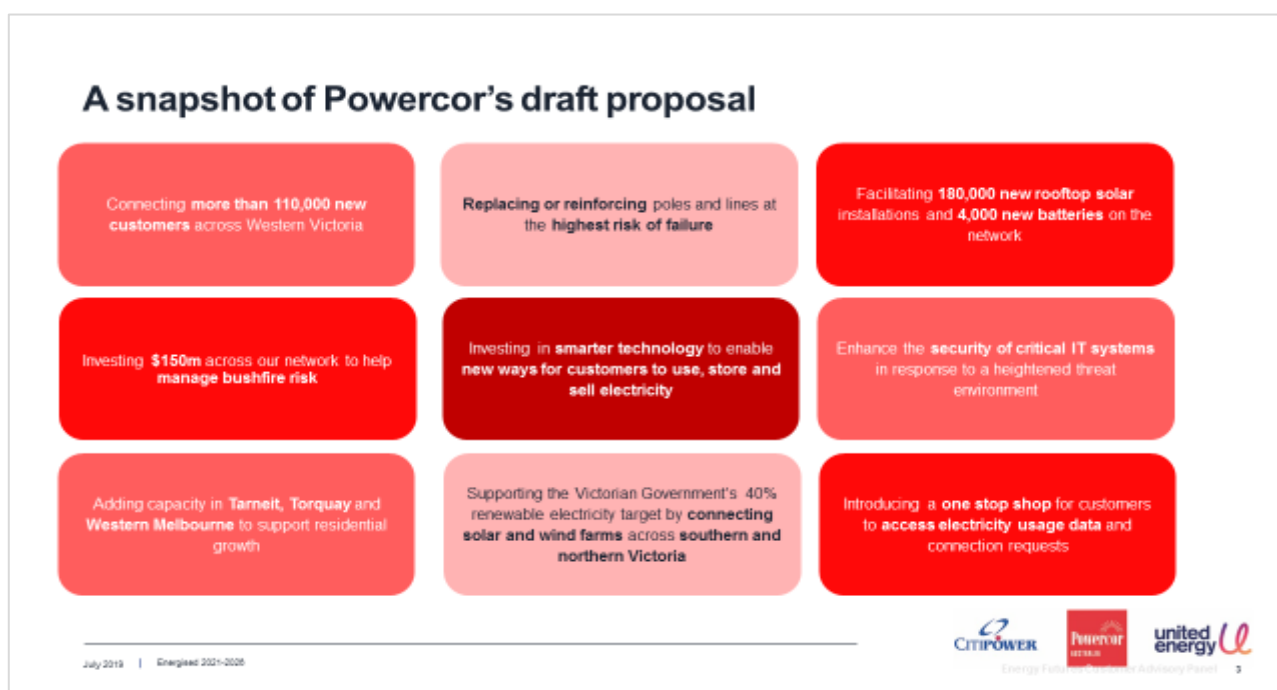 A snapshot of Powercor's draft proposal
Connecting more than 110,000 new
customers across Western Victoria
Replacing or reinforcing poles and lines at
the highest risk of failure
Facilitating 180,000 new rooftop solar
installations and 4,000 new batteries on the
network
Investing $150m across our network to help
manage bushfire risk
Investing in smarter technology to enable
new ways for customers to use, store and
sell electricity
Enhance the security of critical IT systems
in response to a heightened threat
environment
Adding capacity in Tarneit, Torquay and
Western Melbourne to support residential
growth
Supporting the Victorian Government's 40%
renewable electricity target by connecting
solar and wind farms across southern and
northern Victoria
Introducing a one stop shop for customers
to access electricity usage data and
connection requests
July 2019 | Energised 2021-2026
CITIPOWER
Powercor
AUSTRALIA
united
energy
Energy Futures Customer Advisory Panel
3